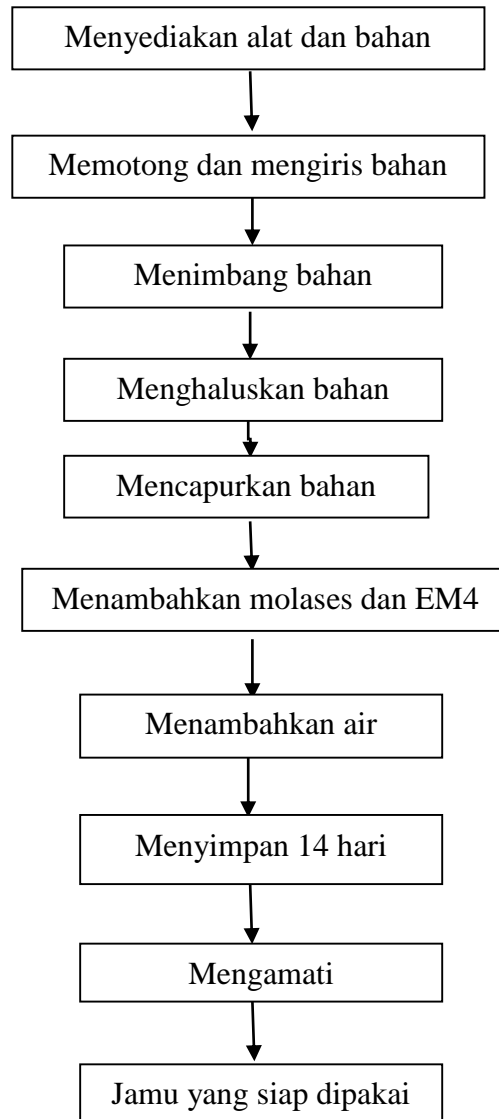 Menyediakan alat dan bahan
Memotong dan mengiris bahan
Menimbang bahan
Menghaluskan bahan
Mencapurkan bahan
Menambahkan molases dan EM4
Menambahkan air
Menyimpan 14 hari
Mengamati
Jamu yang siap dipakai